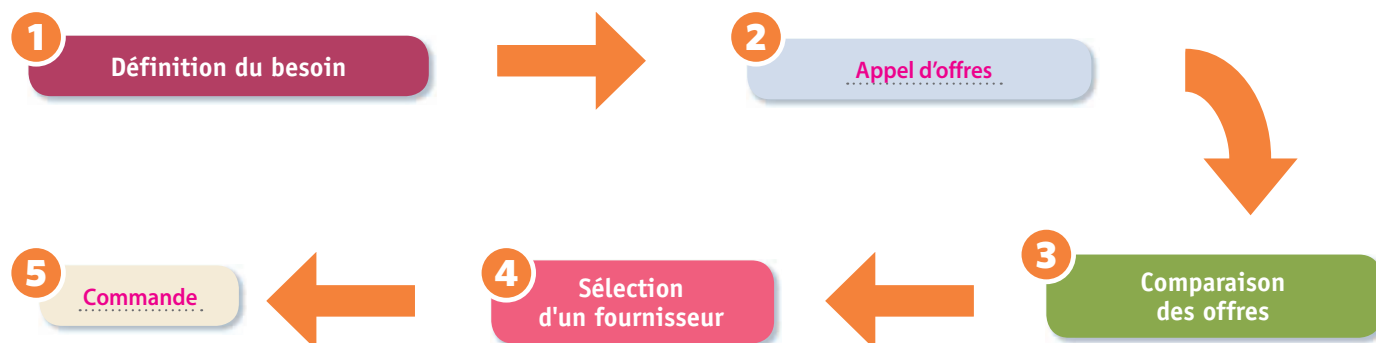 1
Définition du besoin
2
Appel d’offres
3
Comparaison
des offres
4
Sélection
d'un fournisseur
5
Commande